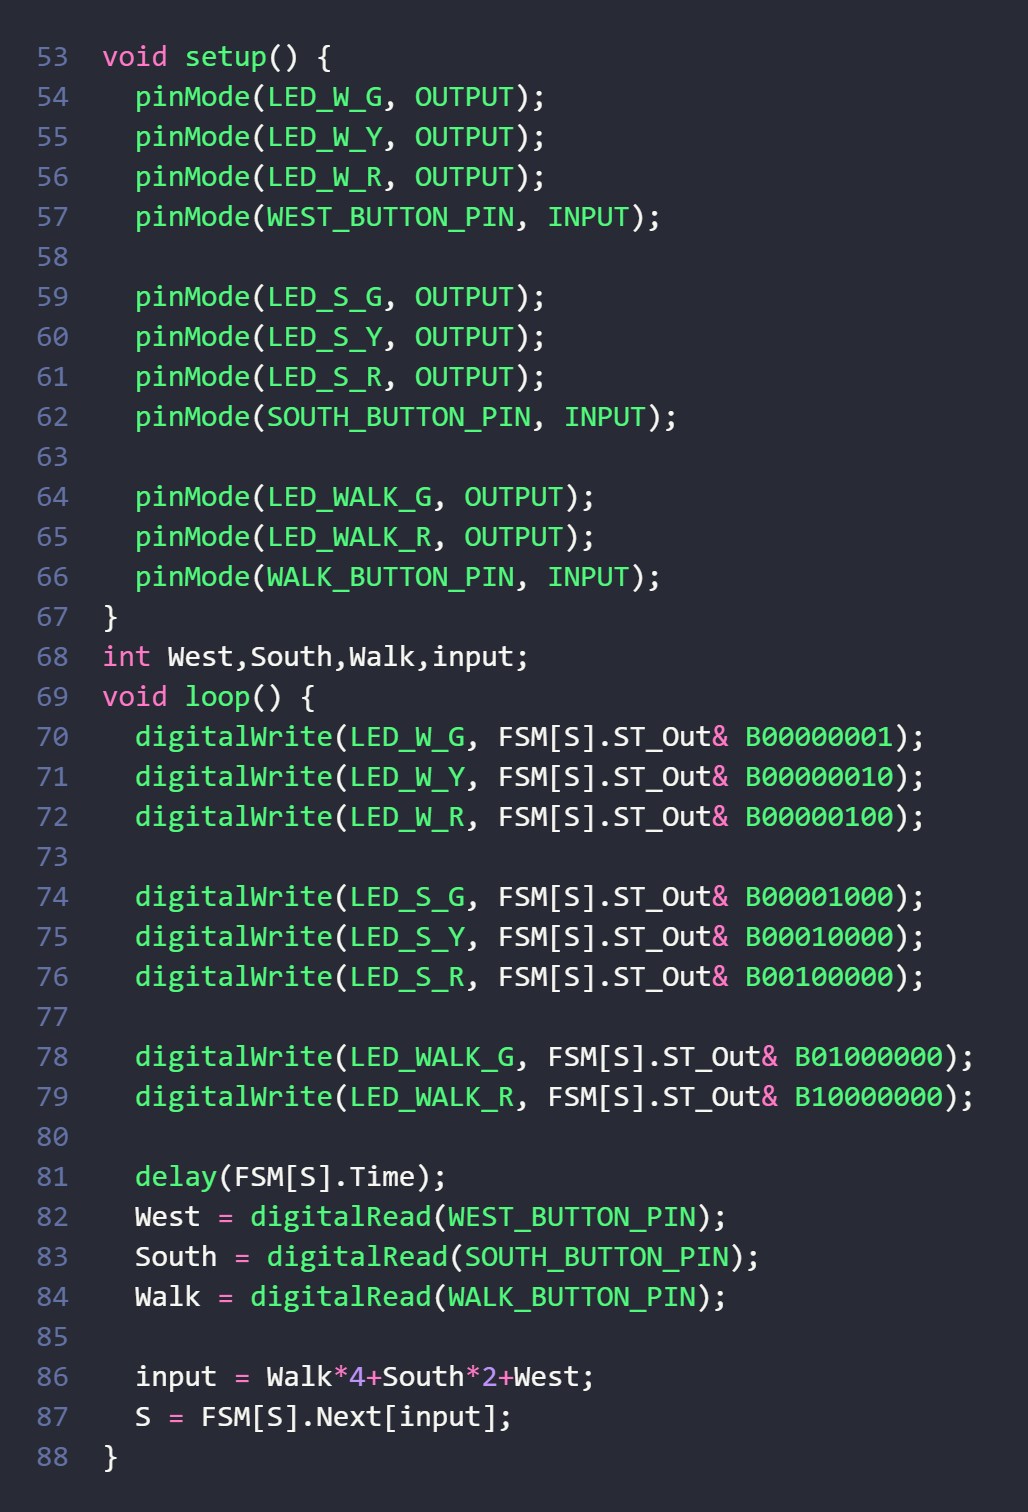 53 void setup() {
54   pinMode(LED_W_G, OUTPUT);
55   pinMode(LED_W_Y, OUTPUT);
56   pinMode(LED_W_R, OUTPUT);
57   pinMode(WEST_BUTTON_PIN, INPUT);
58
59   pinMode(LED_S_G, OUTPUT);
60   pinMode(LED_S_Y, OUTPUT);
61   pinMode(LED_S_R, OUTPUT);
62   pinMode(SOUTH_BUTTON_PIN, INPUT);
63
64   pinMode(LED_WALK_G, OUTPUT);
65   pinMode(LED_WALK_R, OUTPUT);
66   pinMode(WALK_BUTTON_PIN, INPUT);
67 }
68 int West,South,Walk,input;
69 void loop() {
70   digitalWrite(LED_W_G, FSM[S].ST_Out& B00000001);
71   digitalWrite(LED_W_Y, FSM[S].ST_Out& B00000010);
72   digitalWrite(LED_W_R, FSM[S].ST_Out& B00000100);
73
74   digitalWrite(LED_S_G, FSM[S].ST_Out& B00001000);
75   digitalWrite(LED_S_Y, FSM[S].ST_Out& B00010000);
76   digitalWrite(LED_S_R, FSM[S].ST_Out& B00100000);
77
78   digitalWrite(LED_WALK_G, FSM[S].ST_Out& B01000000);
79   digitalWrite(LED_WALK_R, FSM[S].ST_Out& B10000000);
80
81   delay(FSM[S].Time);
82   West = digitalRead(WEST_BUTTON_PIN);
83   South = digitalRead(SOUTH_BUTTON_PIN);
84   Walk = digitalRead(WALK_BUTTON_PIN);
85
86   input = Walk*4+South*2+West;
87   S = FSM[S].Next[input];
88 }